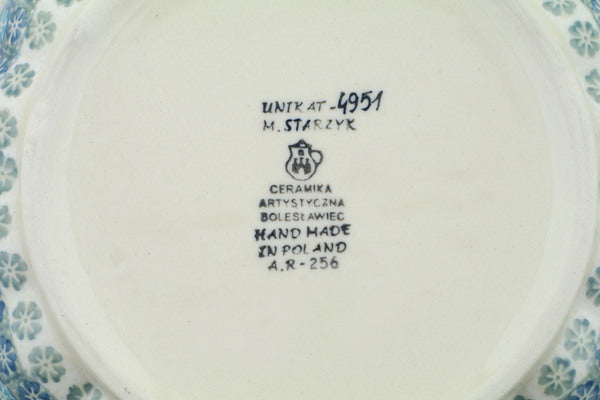 UNIKAT-4951
M. STARZYK
CERAMIKA
ARTYSTYCZNA
BOLESŁAWIEC
HAND MADE
IN POLAND
A.R-256